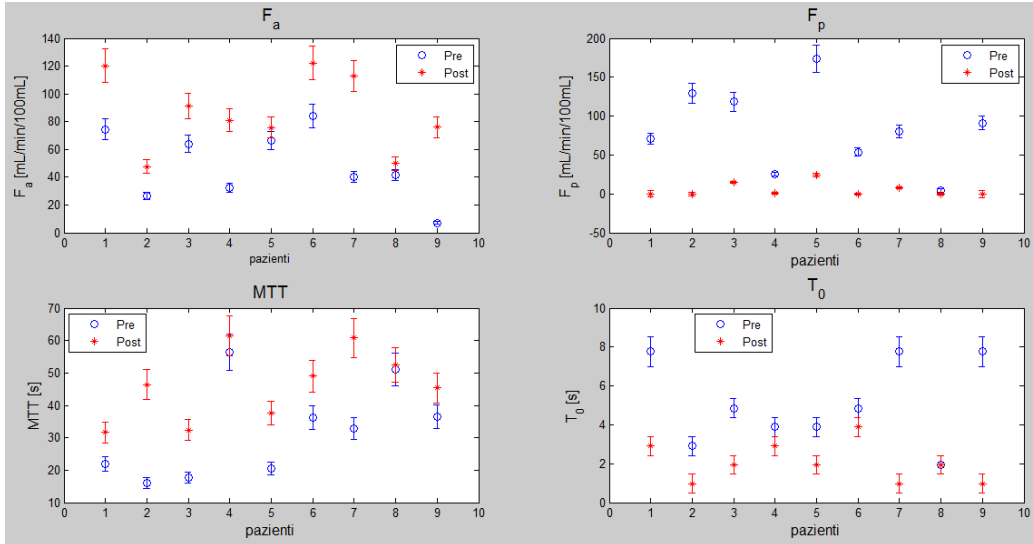 F_a
F_a [mL/min/100mL]
140
120
100
80
60
40
20
0
Pre
Post
0 1 2 3 4 5 6 7 8 9 10
pazienti
F_p
F_p [mL/min/100mL]
200
150
100
50
0
-50
Pre
Post
0 1 2 3 4 5 6 7 8 9 10
pazienti
MTT
MTT [s]
70
60
50
40
30
20
10
Pre
Post
0 1 2 3 4 5 6 7 8 9 10
pazienti
T_0
T_0 [s]
10
8
6
4
2
0
Pre
Post
0 1 2 3 4 5 6 7 8 9 10
pazienti